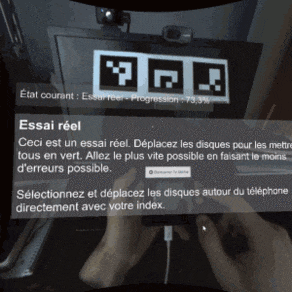 État courant : Essai réel - Progression : 73,3%
Essai réel
Ceci est un essai réel. Déplacez les disques pour les mettre
tous en vert. Allez le plus vite possible en faisant le moins
d'erreurs possible.
Sélectionnez et déplacez les disques autour du téléphone
directement avec votre index.